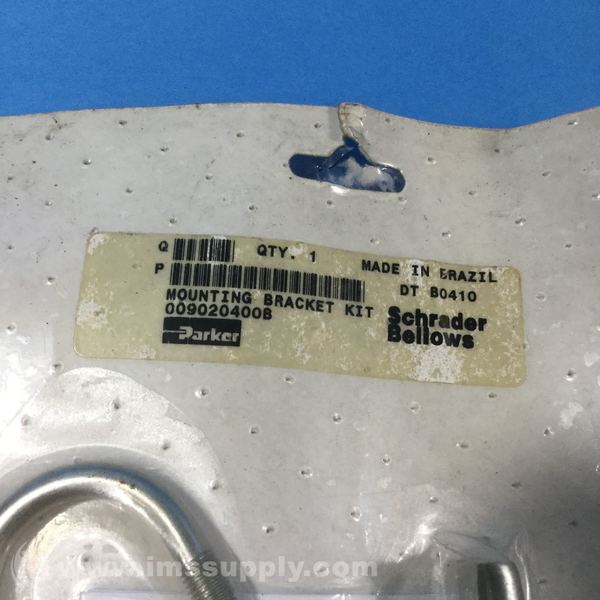 Q QTY. 1 MADE IN BRAZIL
P DT B0410
MOUNTING BRACKET KIT
009020400B
Parker
Schrader
Bellows
www.imssupply.com